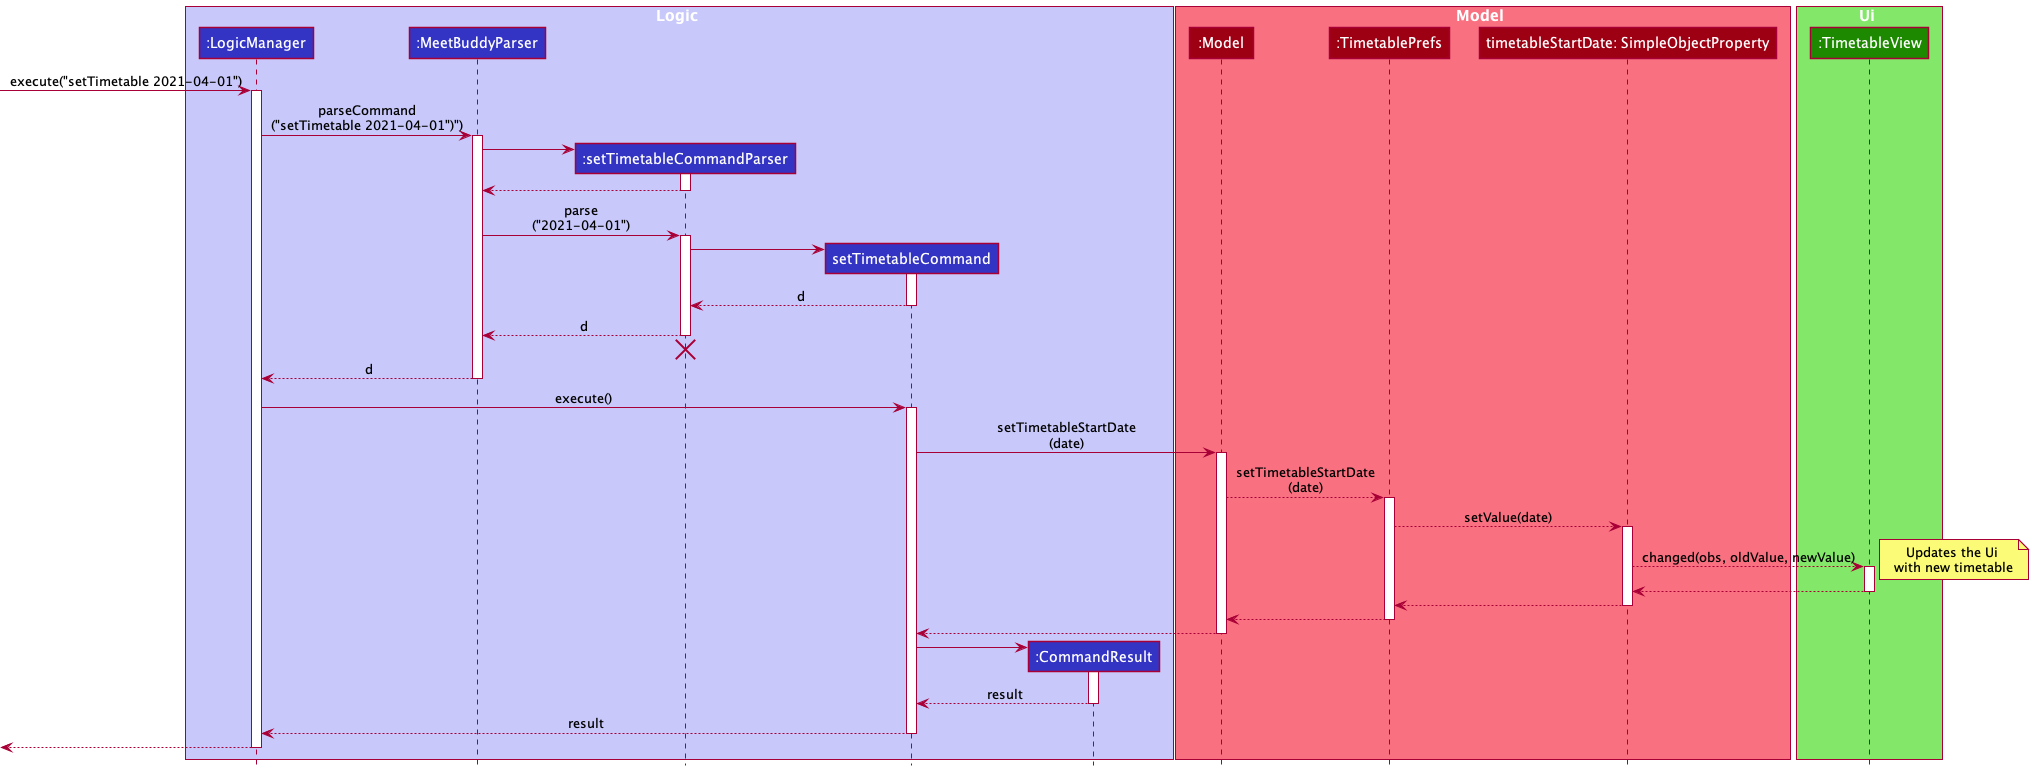 Logic
Model
Ui
:LogicManager
:MeetBuddyParser
:Model
:TimetablePrefs
timetableStartDate: SimpleObjectProperty
:TimetableView
execute("setTimetable 2021-04-01")
parseCommand
("setTimetable 2021-04-01")")
:setTimetableCommandParser
parse
("2021-04-01")
setTimetableCommand
d
d
d
execute()
setTimetableStartDate
(date)
setTimetableStartDate
(date)
setValue(date)
changed(obs, oldValue, newValue)
Updates the Ui
with new timetable
:CommandResult
result
result